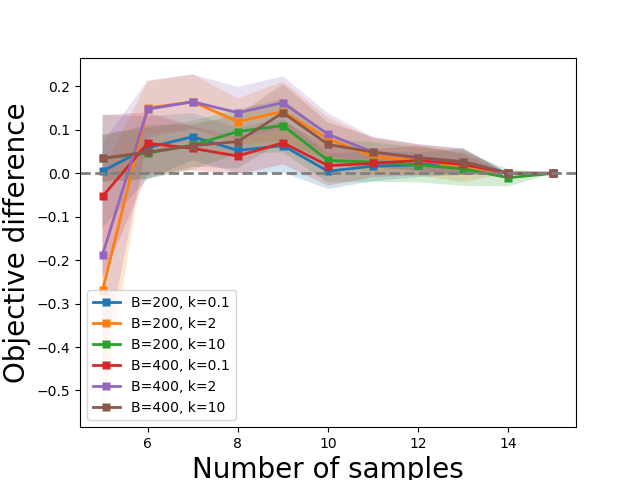 Objective difference
0.2
0.1
0.0
−0.1
−0.2
−0.3
−0.4
−0.5
B=200, k=0.1
B=200, k=2
B=200, k=10
B=400, k=0.1
B=400, k=2
B=400, k=10
6 8 10 12 14
Number of samples